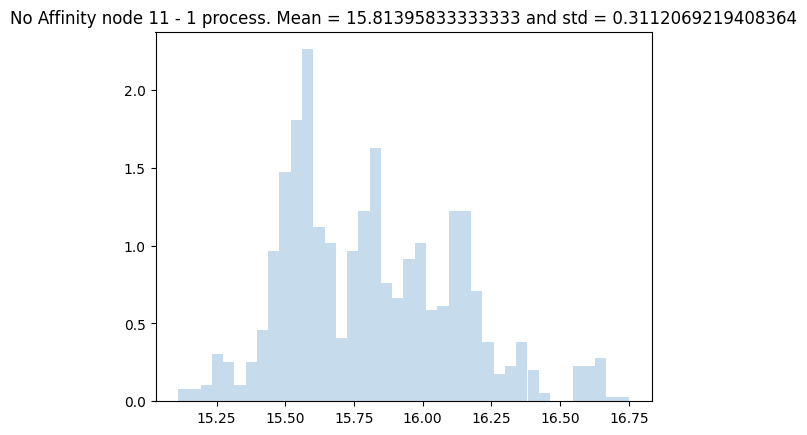 No Affinity node 11 - 1 process. Mean = 15.81395833333333 and std = 0.3112069219408364
2.0
1.5
1.0
0.5
0.0
15.25 15.50 15.75 16.00 16.25 16.50 16.75